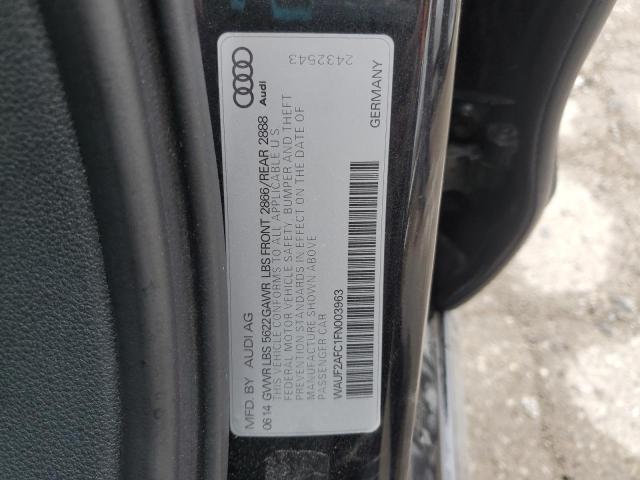 MFD. BY AUDI AG
Audi
06 14 GVWR LBS 5622 GAWR LBS FRONT 2866/REAR 2888
THIS VEHICLE CONFORMS TO ALL APPLICABLE U S
FEDERAL MOTOR VEHICLE SAFETY, BUMPER AND THEFT
PREVENTION STANDARDS IN EFFECT ON THE DATE OF
MANUFACTURE SHOWN ABOVE
PASSENGER CAR
WAUF2AFC1FN003963
GERMANY
2432543